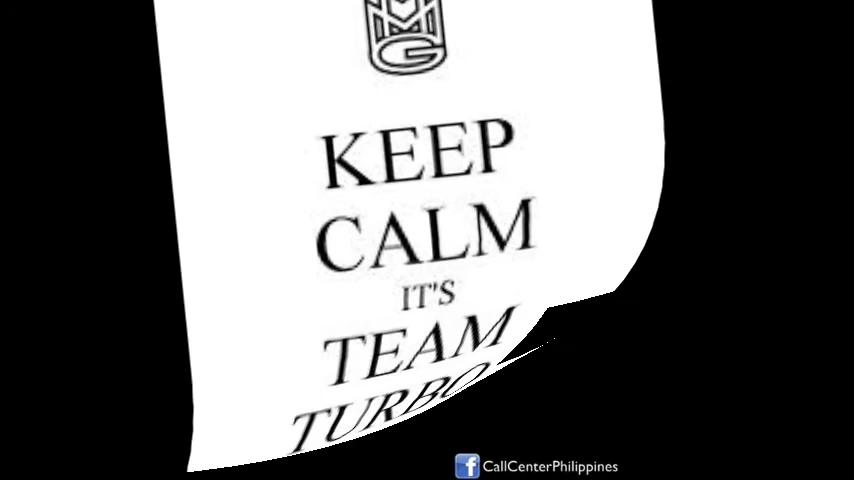 KEEP
CALM
IT'S
TEAM
TURBO
CallCenterPhilippines